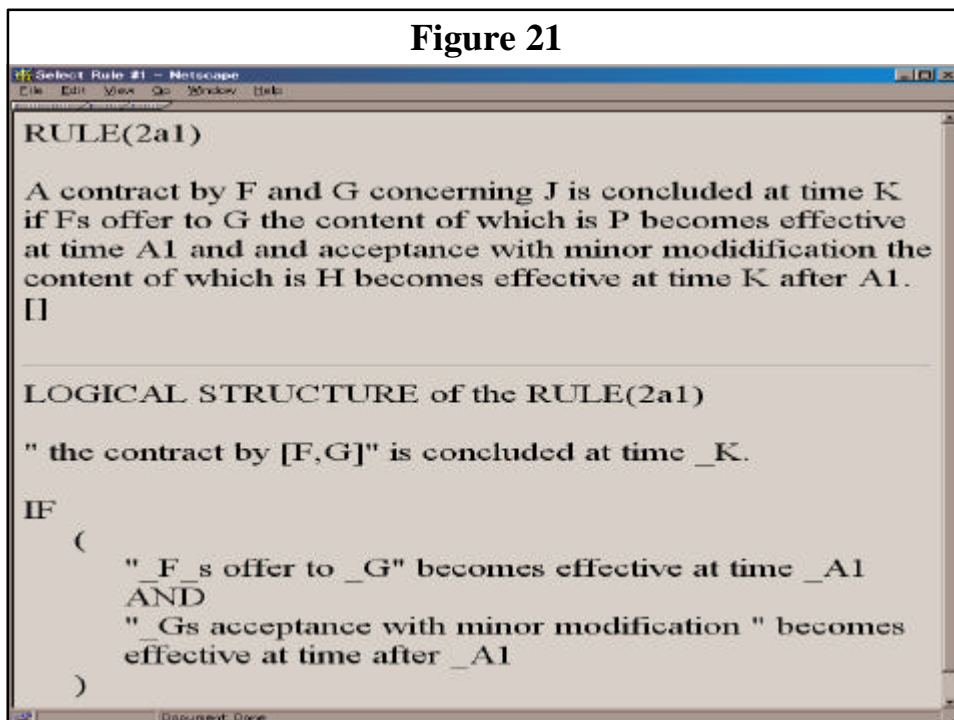 Figure 21
Select Rule #1 - Netscape
File Edit View Go Window Help
RULE(2a1)
A contract by F and G concerning J is concluded at time K
if Fs offer to G the content of which is P becomes effective
at time A1 and and acceptance with minor modidification the
content of which is H becomes effective at time K after A1.
[]
LOGICAL STRUCTURE of the RULE(2a1)
" the contract by [F,G]" is concluded at time _K.
IF
(
"_F_s offer to _G" becomes effective at time _A1
AND
"_Gs acceptance with minor modification " becomes
effective at time after _A1
)
Document Done